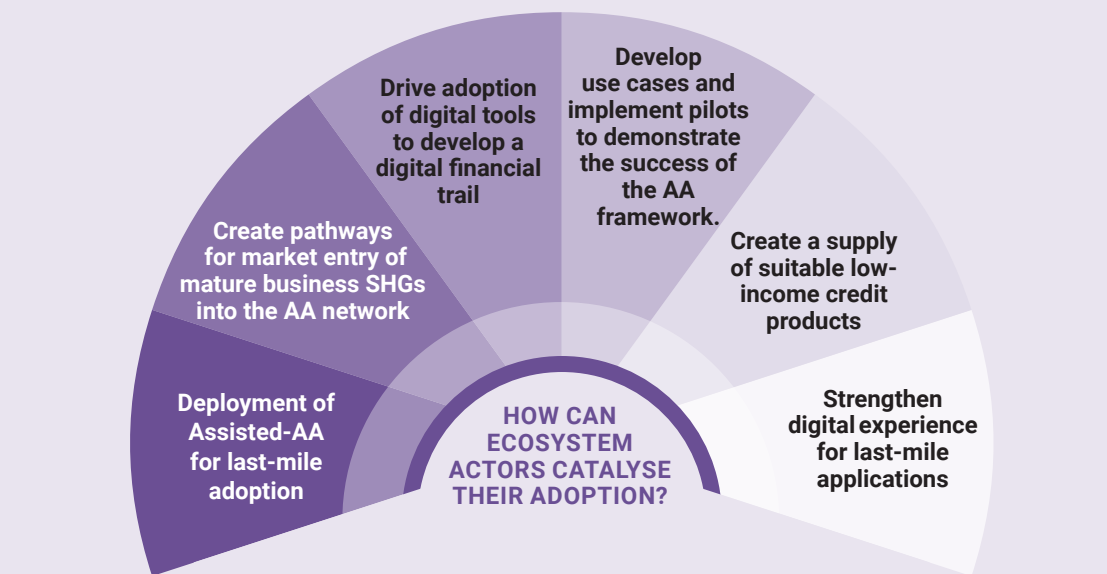 Deployment of
Assisted-AA
for last-mile
adoption
Create pathways
for market entry of
mature business SHGs
into the AA network
Drive adoption
of digital tools
to develop a
digital financial
trail
Develop
use cases and
implement pilots
to demonstrate
the success of
the AA
framework.
Create a supply
of suitable low-
income credit
products
Strengthen
digital experience
for last-mile
applications
HOW CAN
ECOSYSTEM
ACTORS CATALYSE
THEIR ADOPTION?